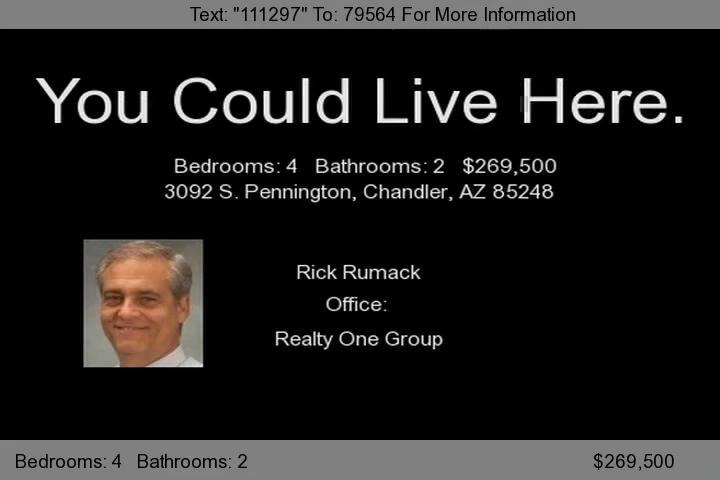 Text: "111297" To: 79564 For More Information
You Could Live Here.
Bedrooms: 4 Bathrooms: 2 $269,500
3092 S. Pennington, Chandler, AZ 85248
Rick Rumack
Office:
Realty One Group
Bedrooms: 4 Bathrooms: 2 $269,500